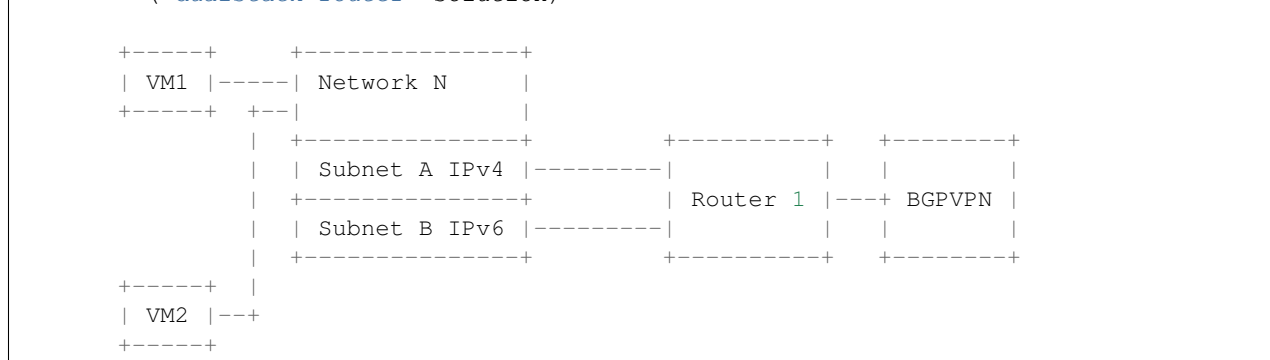 ("dualstack-router" solution)
+-----+     +---------------+
| VM1 |-----| Network N     |
+-----+  +--|               |
         |  +---------------+         +----------+   +--------+
         |  | Subnet A IPv4 |---------|          |   |        |
         |  +---------------+         | Router 1 |---+ BGPVPN |
         |  | Subnet B IPv6 |---------|          |   |        |
         |  +---------------+         +----------+   +--------+
+-----+  |
| VM2 |--+
+-----+